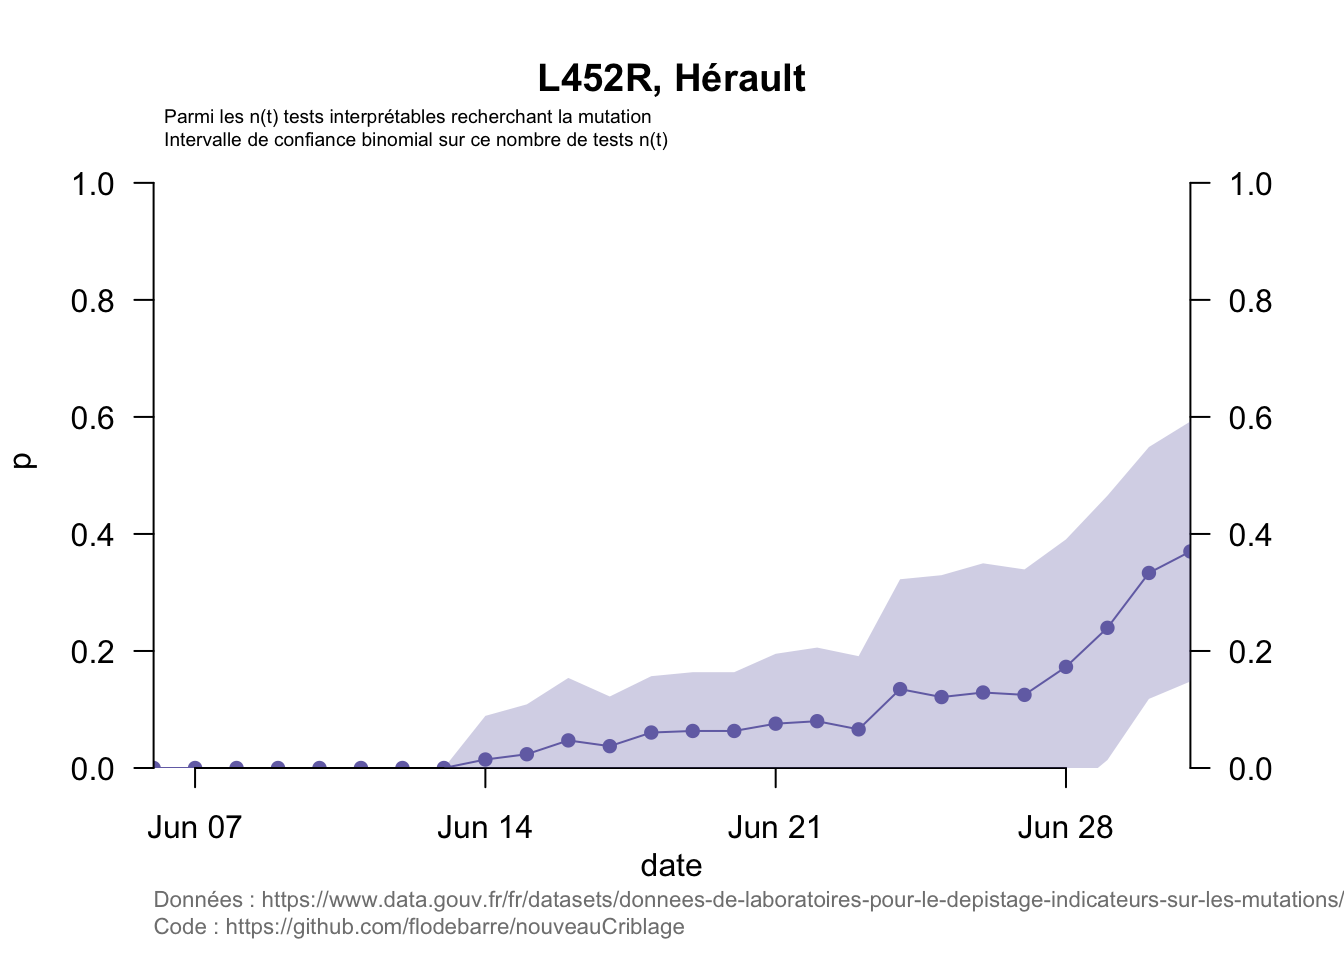 L452R, Hérault
Parmi les n(t) tests interprétables recherchant la mutation
Intervalle de confiance binomial sur ce nombre de tests n(t)
1.0
0.8
0.6
0.4
0.2
0.0
p
1.0
0.8
0.6
0.4
0.2
0.0
Jun 07 Jun 14 Jun 21 Jun 28
date
Données : https://www.data.gouv.fr/fr/datasets/donnees-de-laboratoires-pour-le-depistage-indicateurs-sur-les-mutations/
Code : https://github.com/flodebarre/nouveauCriblage